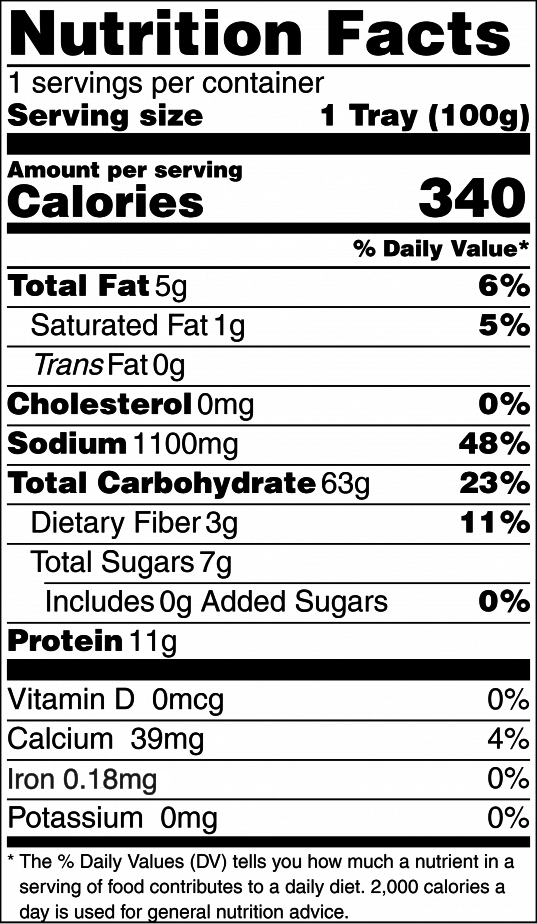 Nutrition Facts
1 servings per container
Serving size 1 Tray (100g)
Amount per serving
Calories 340
% Daily Value*
Total Fat 5g 6%
Saturated Fat 1g 5%
Trans Fat 0g
Cholesterol 0mg 0%
Sodium 1100mg 48%
Total Carbohydrate 63g 23%
Dietary Fiber 3g 11%
Total Sugars 7g
Includes 0g Added Sugars 0%
Protein 11g
Vitamin D 0mcg 0%
Calcium 39mg 4%
Iron 0.18mg 0%
Potassium 0mg 0%
* The % Daily Values (DV) tells you how much a nutrient in a
serving of food contributes to a daily diet. 2,000 calories a
day is used for general nutrition advice.